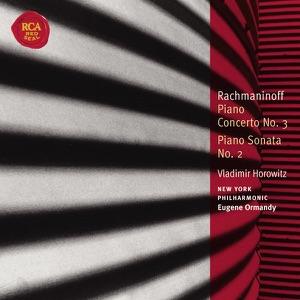 RCA
RED SEAL
Rachmaninoff
Piano
Concerto No. 3
Piano Sonata
No. 2
Vladimir Horowitz
NEW YORK
PHILHARMONIC
Eugene Ormandy